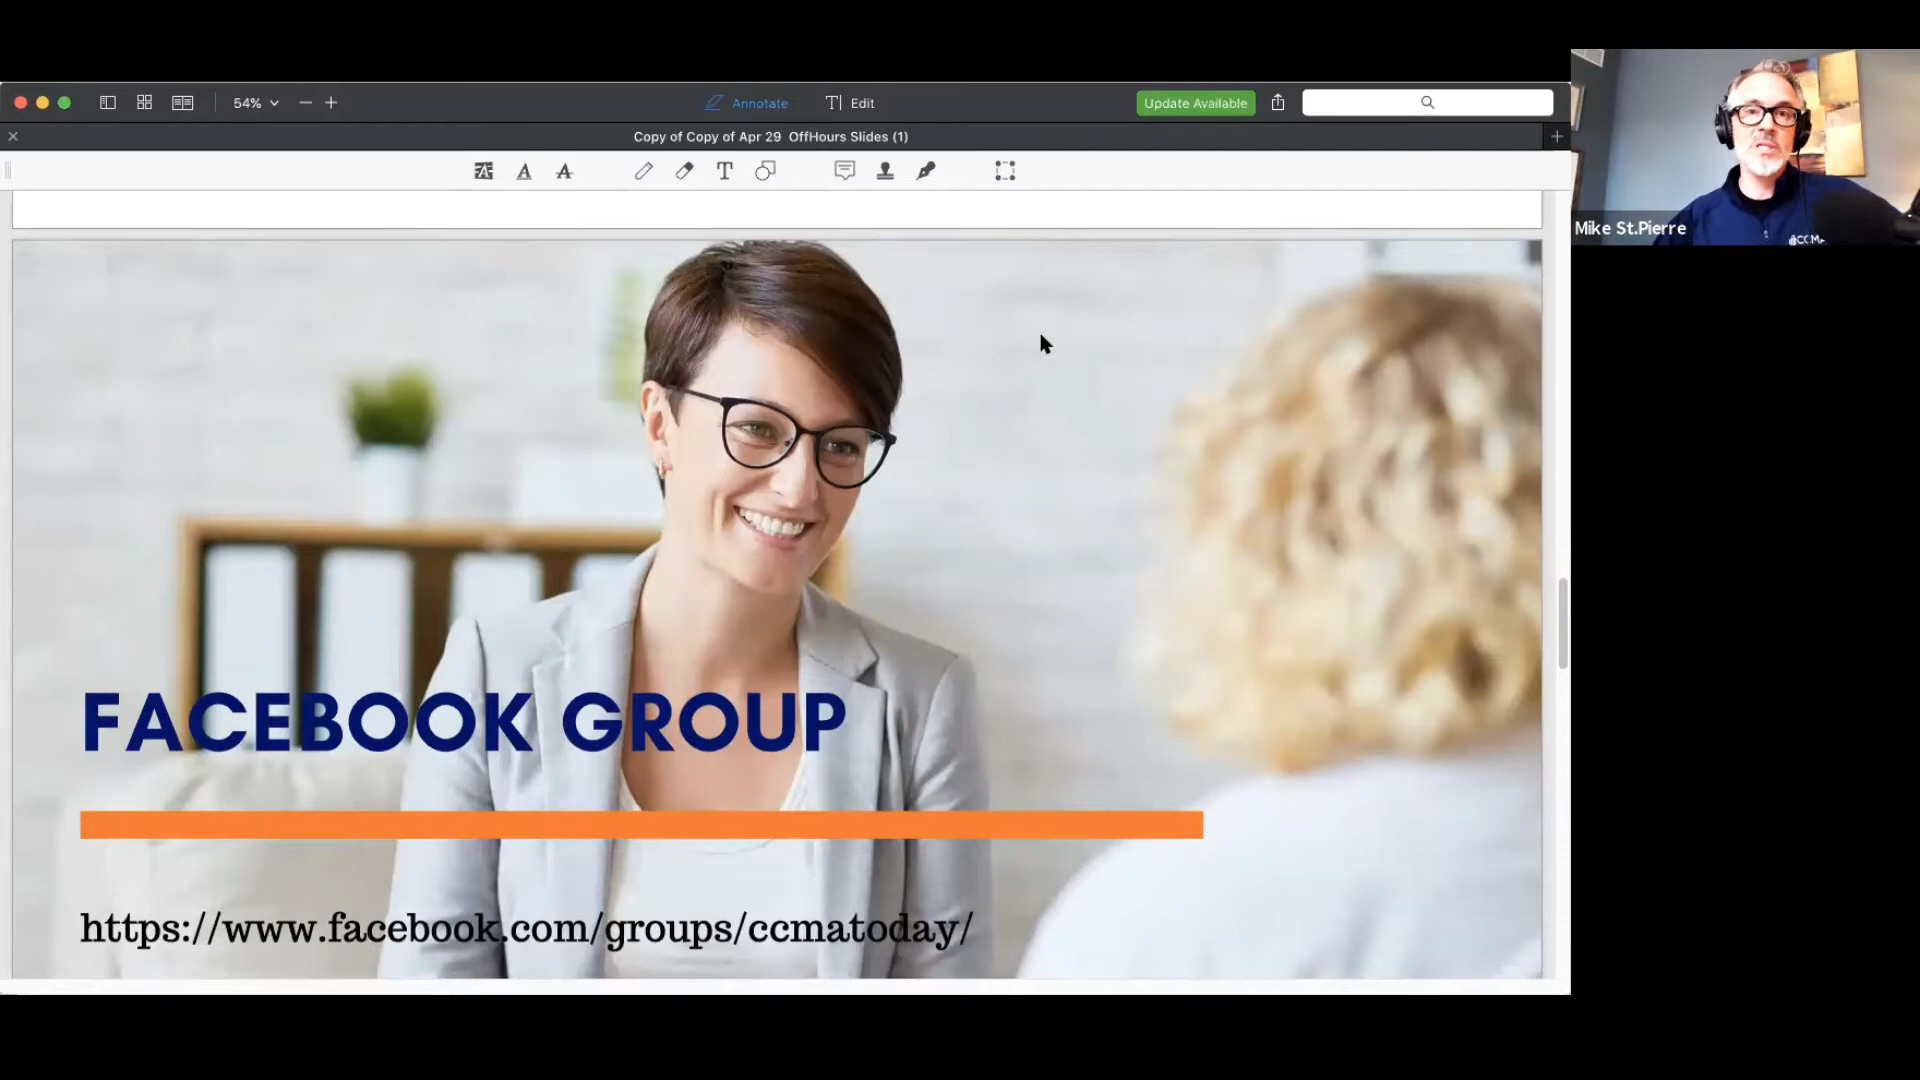 54%
Annotate
T| Edit
Update Available
Copy of Copy of Apr 29 OffHours Slides (1)
Mike St.Pierre
CCMA
FACEBOOK GROUP
https://www.facebook.com/groups/ccmatoday/